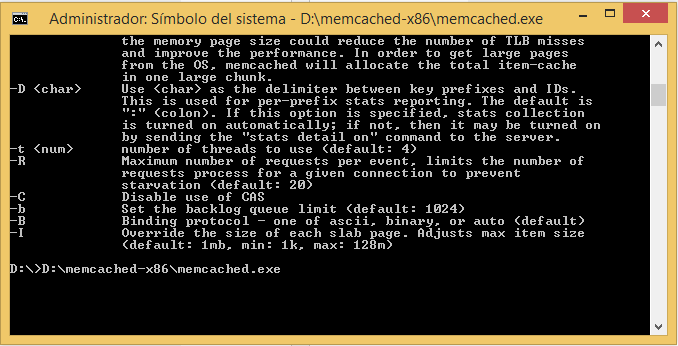 Administrador: Símbolo del sistema - D:\memcached-x86\memcached.exe
the memory page size could reduce the number of TLB misses
and improve the performance. In order to get large pages
from the OS, memcached will allocate the total item-cache
in one large chunk.
-D <char> Use <char> as the delimiter between key prefixes and IDs.
This is used for per-prefix stats reporting. The default is
":" (colon). If this option is specified, stats collection
is turned on automatically; if not, then it may be turned on
by sending the "stats detail on" command to the server.
-t <num> number of threads to use (default: 4)
-R Maximum number of requests per event, limits the number of
requests process for a given connection to prevent
starvation (default: 20)
-C Disable use of CAS
-b Set the backlog queue limit (default: 1024)
-B Binding protocol - one of ascii, binary, or auto (default)
-I Override the size of each slab page. Adjusts max item size
(default: 1mb, min: 1k, max: 128m)
D:\>D:\memcached-x86\memcached.exe